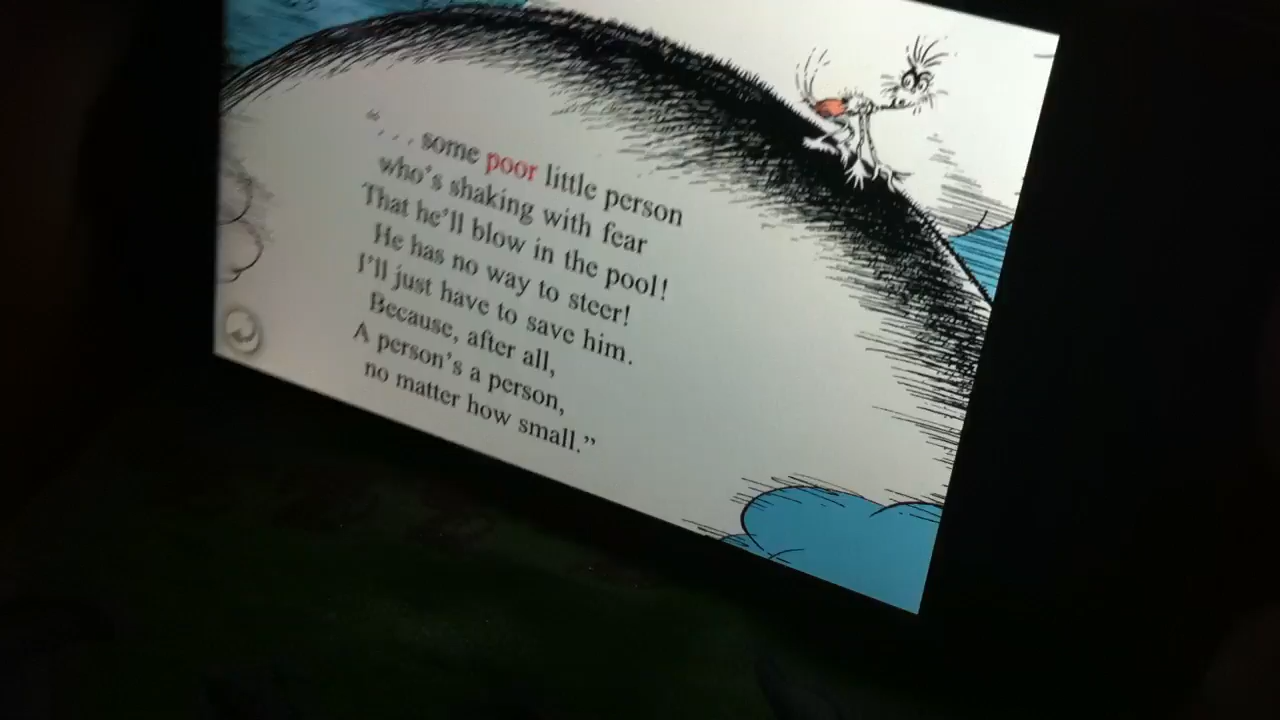 “. . . some poor little person
who’s shaking with fear
That he’ll blow in the pool!
He has no way to steer!
I’ll just have to save him.
Because, after all,
A person’s a person,
no matter how small.”